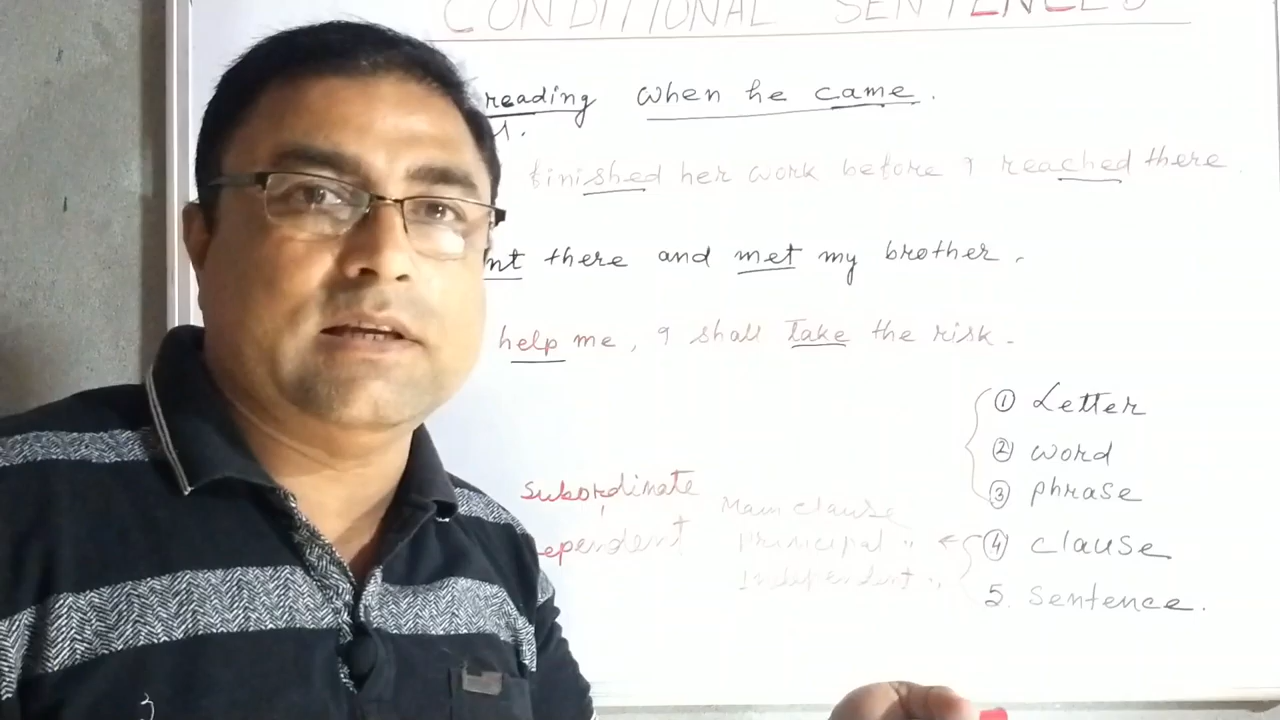 CONDITIONAL SENTENCES
reading when he came.
finished her work before I reached there.
there and met my brother.
help me, I shall take the risk.
① Letter
② word
③ phrase
④ clause
5. Sentence.
Subordinate
Main clause
Principal "
Independent "